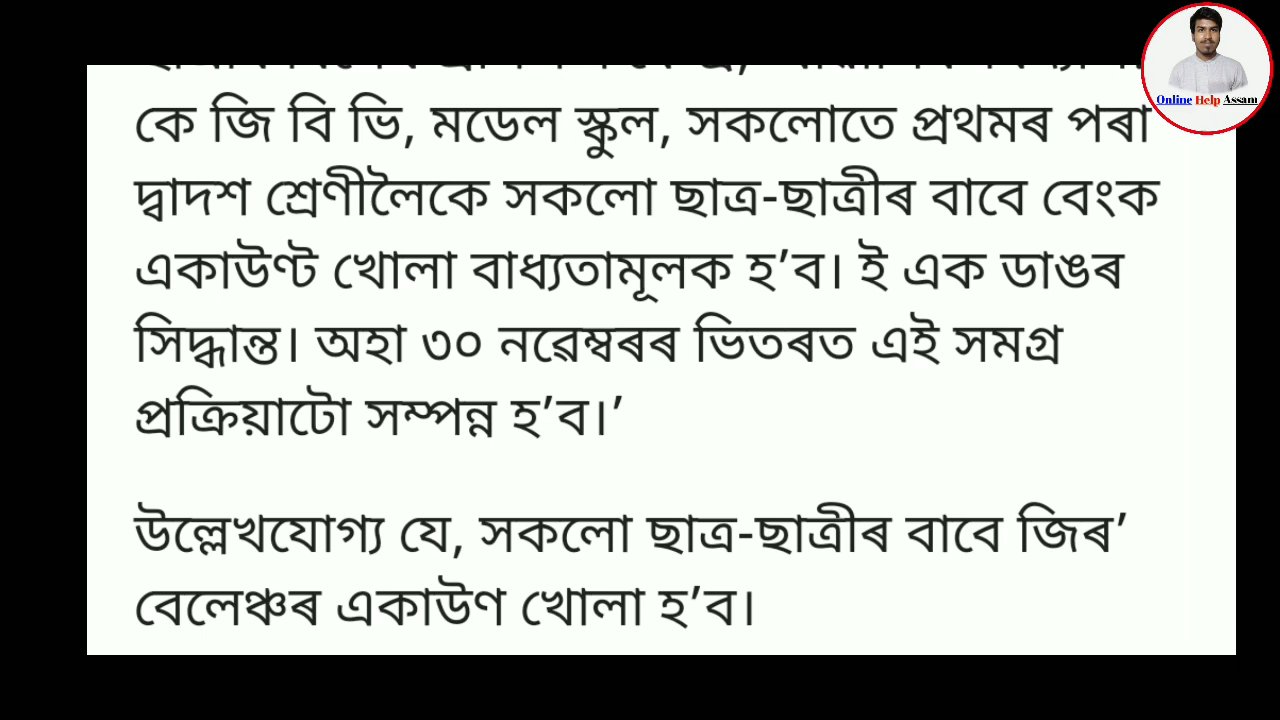 Online Help Assam
কে জি বি ভি, মডেল স্কুল, সকলোতে প্ৰথমৰ পৰা
দ্বাদশ শ্ৰেণীলৈকে সকলো ছাত্ৰ-ছাত্ৰীৰ বাবে বেংক
একাউণ্ট খোলা বাধ্যতামূলক হ’ব। ই এক ডাঙৰ
সিদ্ধান্ত। অহা ৩০ নৱেম্বৰৰ ভিতৰত এই সমগ্ৰ
প্ৰক্ৰিয়াটো সম্পন্ন হ’ব।’
উল্লেখযোগ্য যে, সকলো ছাত্ৰ-ছাত্ৰীৰ বাবে জিৰ’
বেলেঞ্চৰ একাউণ খোলা হ’ব।